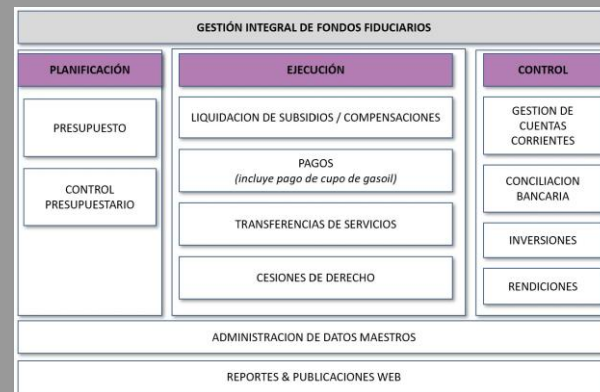 GESTIÓN INTEGRAL DE FONDOS FIDUCIARIOS
PLANIFICACIÓN
PRESUPUESTO
CONTROL
PRESUPUESTARIO
EJECUCIÓN
LIQUIDACION DE SUBSIDIOS / COMPENSACIONES
PAGOS
(incluye pago de cupo de gasoil)
TRANSFERENCIAS DE SERVICIOS
CESIONES DE DERECHO
CONTROL
GESTION DE
CUENTAS
CORRIENTES
CONCILIACION
BANCARIA
INVERSIONES
RENDICIONES
ADMINISTRACION DE DATOS MAESTROS
REPORTES & PUBLICACIONES WEB